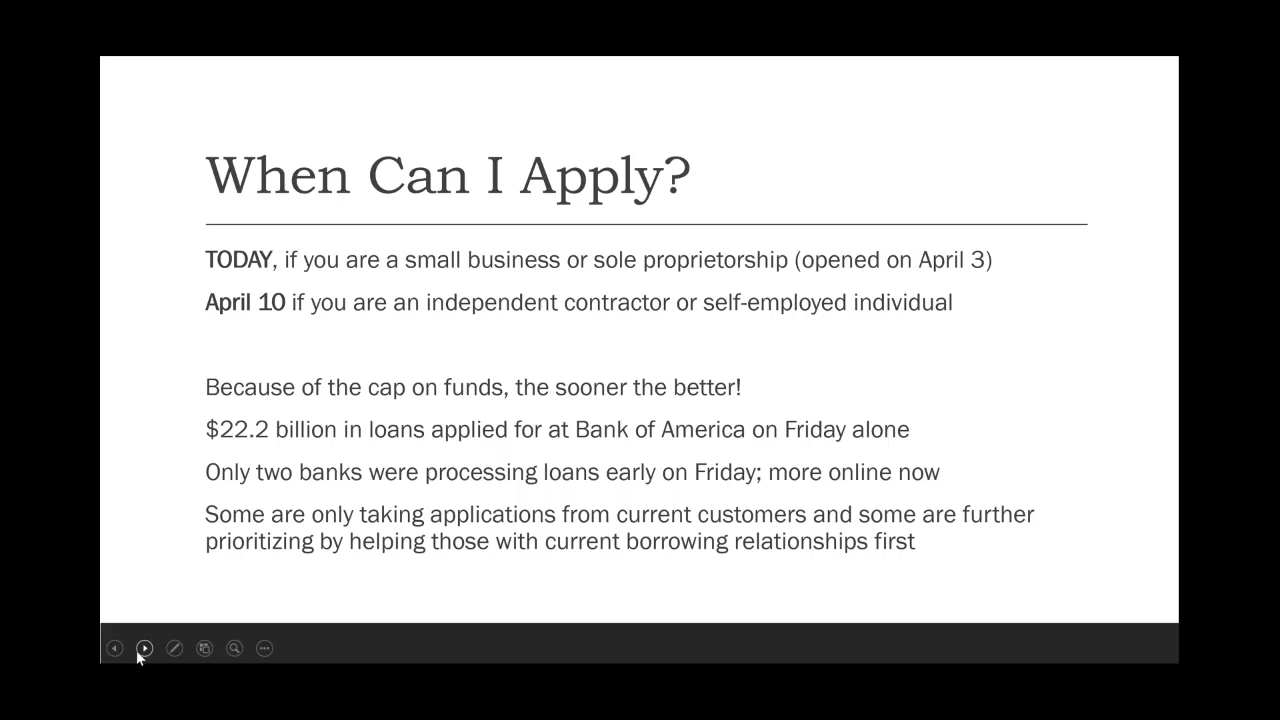 When Can I Apply?
TODAY, if you are a small business or sole proprietorship (opened on April 3)
April 10 if you are an independent contractor or self-employed individual
Because of the cap on funds, the sooner the better!
$22.2 billion in loans applied for at Bank of America on Friday alone
Only two banks were processing loans early on Friday; more online now
Some are only taking applications from current customers and some are further
prioritizing by helping those with current borrowing relationships first